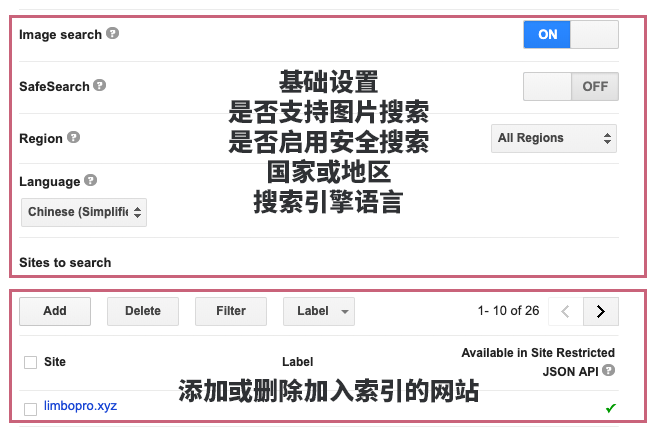 Image search
ON
SafeSearch
OFF
Region
All Regions
Language
Chinese (Simplifi
基础设置
是否支持图片搜索
是否启用安全搜索
国家或地区
搜索引擎语言
Sites to search
Add Delete Filter Label 1- 10 of 26
Site Label Available in Site Restricted
JSON API
添加或删除加入索引的网站
limbopro.xyz